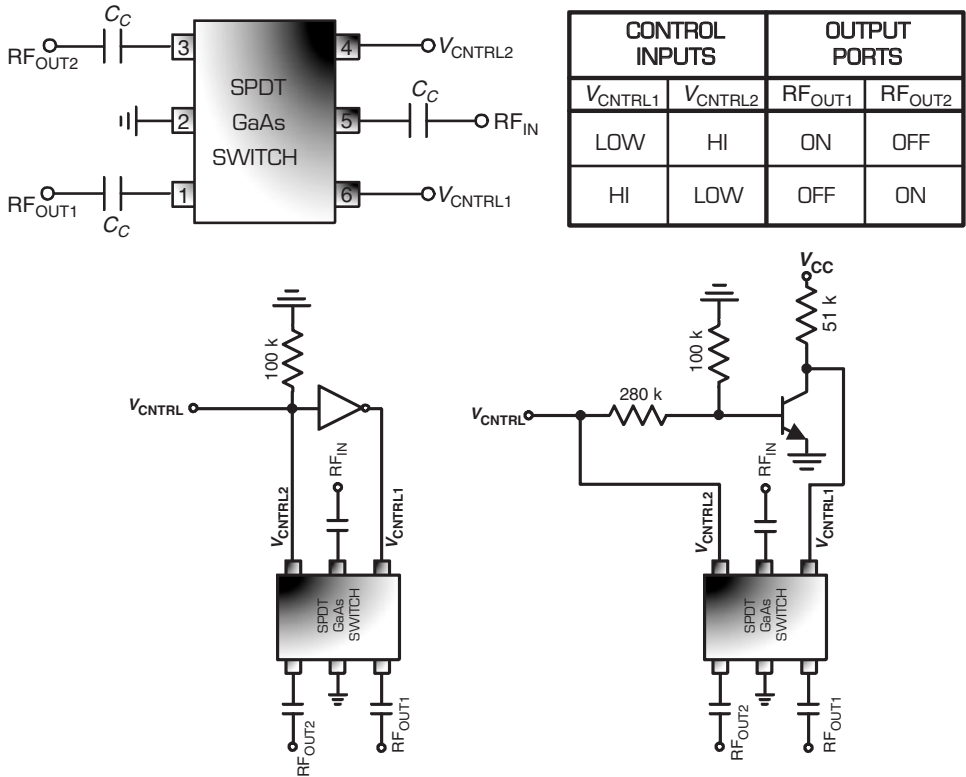 C_C
RF_OUT2
3
4
V_CNTRL2
SPDT
GaAs
SWITCH
2
5
C_C
RF_IN
RF_OUT1
1
6
V_CNTRL1
C_C
CONTROL INPUTS
OUTPUT PORTS
V_CNTRL1 V_CNTRL2 RF_OUT1 RF_OUT2
LOW HI ON OFF
HI LOW OFF ON
100 k
V_CNTRL
RF_IN
V_CNTRL2
V_CNTRL1
SPDT
GaAs
SWITCH
RF_OUT2
RF_OUT1
V_CC
51 k
100 k
280 k
V_CNTRL
RF_IN
V_CNTRL2
V_CNTRL1
SPDT
GaAs
SWITCH
RF_OUT2
RF_OUT1